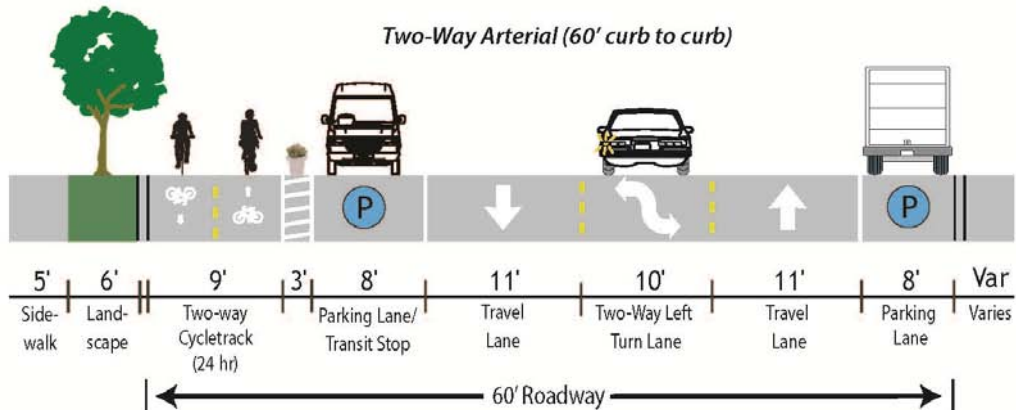 Two-Way Arterial (60' curb to curb)
P
P
5' 6' 9' 3' 8' 11' 10' 11' 8' Var
Side-
walk
Land-
scape
Two-way
Cycletrack
(24 hr)
Parking Lane/
Transit Stop
Travel
Lane
Two-Way Left
Turn Lane
Travel
Lane
Parking
Lane
Varies
60' Roadway